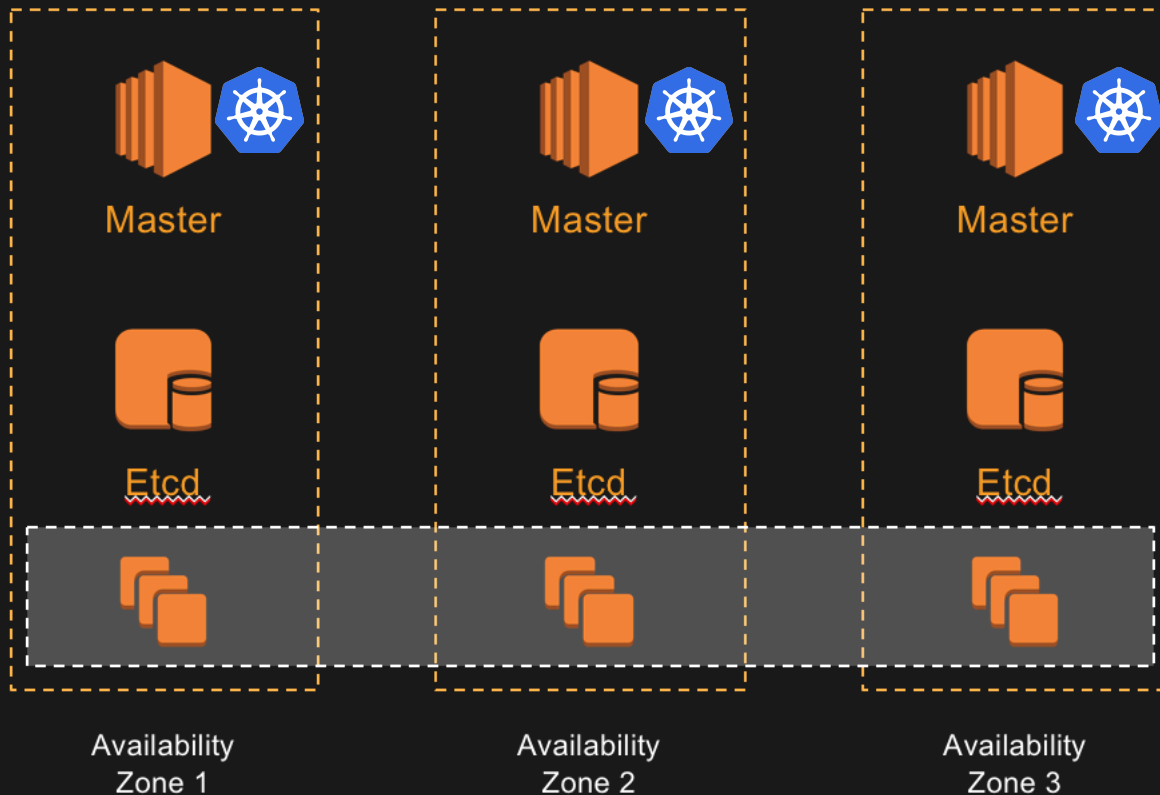 Master Master Master
Etcd Etcd Etcd
Availability Availability Availability
Zone 1 Zone 2 Zone 3